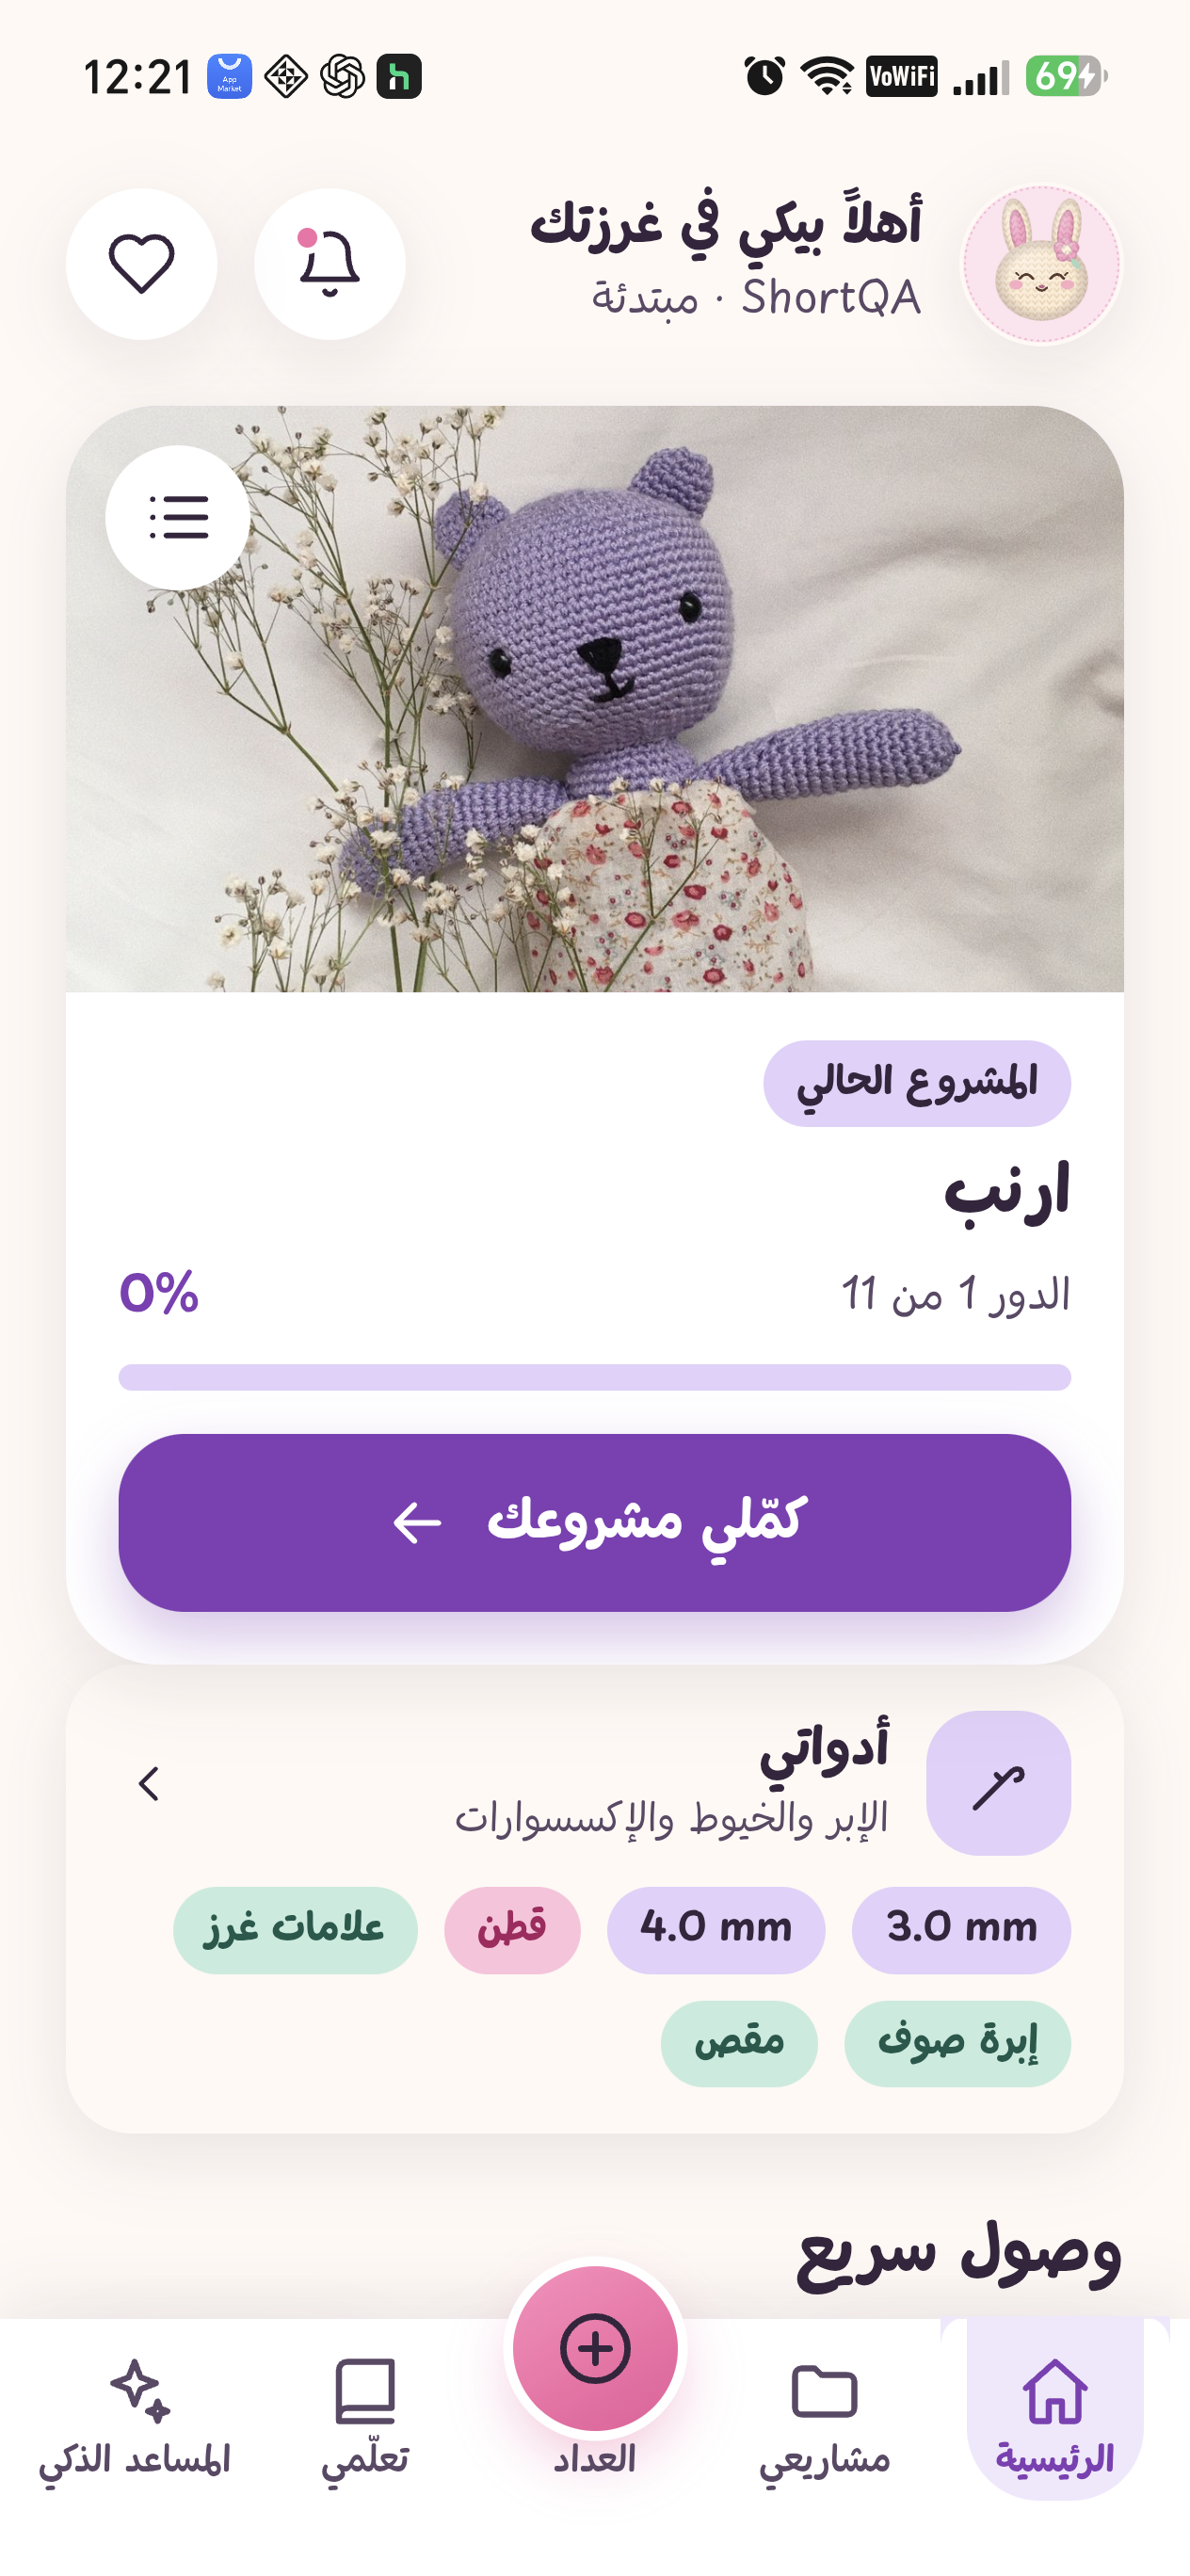 12:21
App Market
VoWiFi
69
أهلاً بيكي في غرزتك
ShortQA · مبتدئة
المشروع الحالي
ارنب
الدور 1 من 11
0%
كمّلي مشروعك
أدواتي
الإبر والخيوط والإكسسوارات
3.0 mm
4.0 mm
قطن
علامات غرز
إبرة صوف
مقص
وصول سريع
الرئيسية
مشاريعي
العداد
تعلّمي
المساعد الذكي